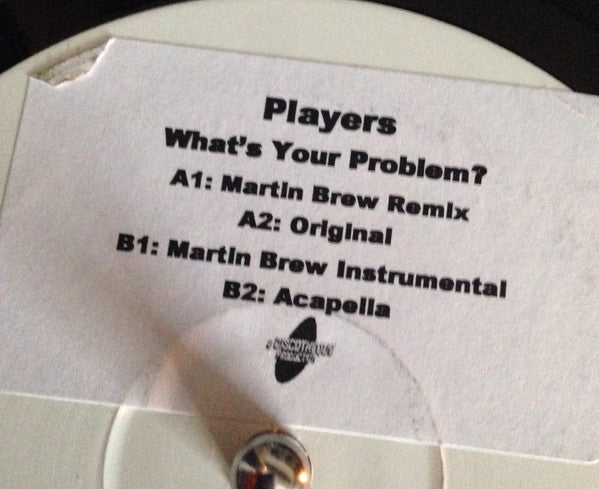 Players
What's Your Problem?
A1: Martin Brew Remix
A2: Original
B1: Martin Brew Instrumental
B2: Acapella